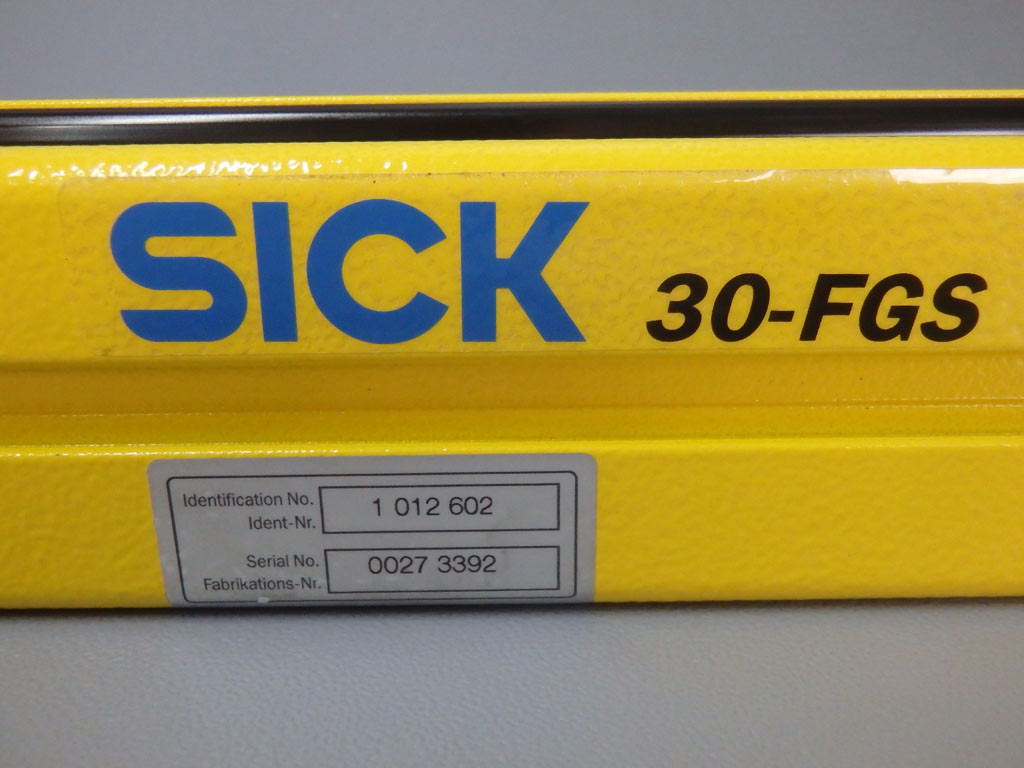 SICK 30-FGS
Identification No. 1 012 602
Ident-Nr.
Serial No. 0027 3392
Fabrikations-Nr.